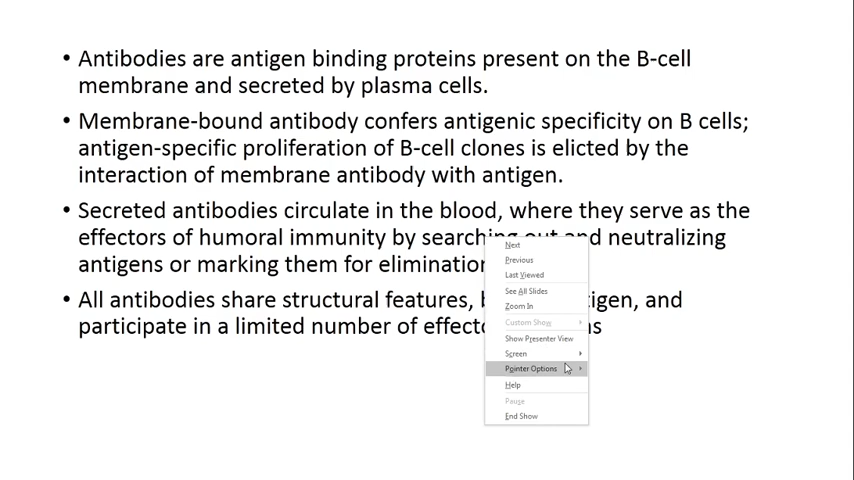 • Antibodies are antigen binding proteins present on the B-cell
membrane and secreted by plasma cells.
• Membrane-bound antibody confers antigenic specificity on B cells;
antigen-specific proliferation of B-cell clones is elicted by the
interaction of membrane antibody with antigen.
• Secreted antibodies circulate in the blood, where they serve as the
effectors of humoral immunity by searching out and neutralizing
antigens or marking them for elimination
• All antibodies share structural features, and
participate in a limited number of
Next
Previous
Last Viewed
See All Slides
Zoom In
Custom Show
Show Presenter View
Screen
Pointer Options
Help
Pause
End Show